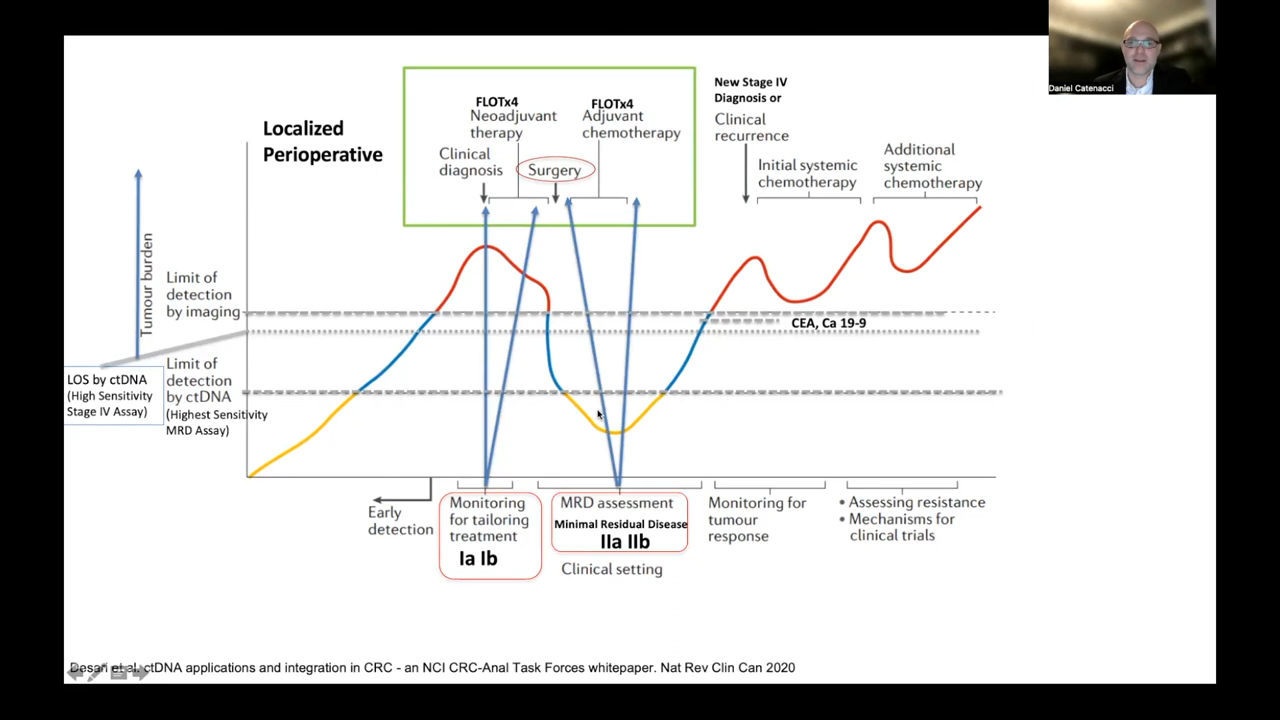 Daniel Catenacci
Localized
Perioperative
FLOTx4
Neoadjuvant
therapy
FLOTx4
Adjuvant
chemotherapy
Clinical
diagnosis
Surgery
New Stage IV
Diagnosis or
Clinical
recurrence
Initial systemic
chemotherapy
Additional
systemic
chemotherapy
Tumour burden
Limit of
detection
by imaging
CEA, Ca 19-9
LOS by ctDNA
(High Sensitivity
Stage IV Assay)
Limit of
detection
by ctDNA
(Highest Sensitivity
MRD Assay)
Early
detection
Monitoring
for tailoring
treatment
Ia Ib
MRD assessment
Minimal Residual Disease
IIa IIb
Clinical setting
Monitoring for
tumour
response
• Assessing resistance
• Mechanisms for
clinical trials
Desari et al. ctDNA applications and integration in CRC - an NCI CRC-Anal Task Forces whitepaper. Nat Rev Clin Can 2020